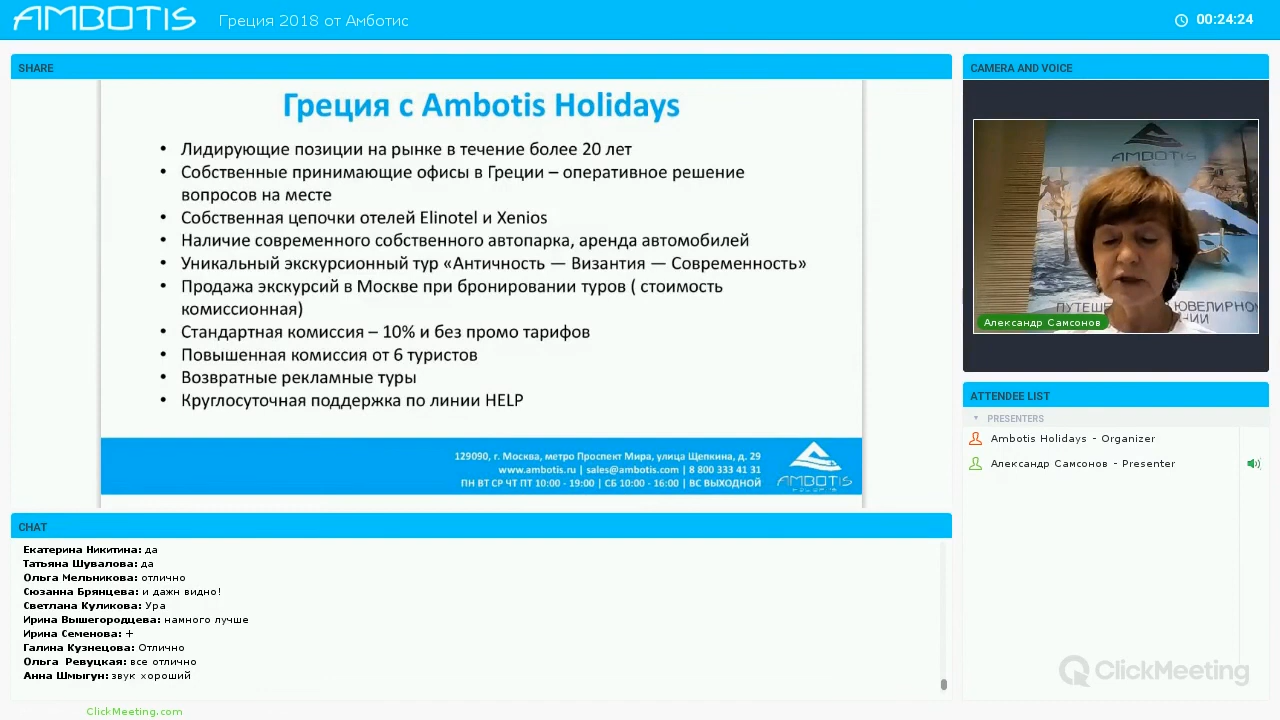 AMBOTIS
Греция 2018 от Амботис
00:24:24
SHARE
Греция с Ambotis Holidays
• Лидирующие позиции на рынке в течение более 20 лет
• Собственные принимающие офисы в Греции – оперативное решение
вопросов на месте
• Собственная цепочки отелей Elinotel и Xenios
• Наличие современного собственного автопарка, аренда автомобилей
• Уникальный экскурсионный тур «Античность — Византия — Современность»
• Продажа экскурсий в Москве при бронировании туров ( стоимость
комиссионная)
• Стандартная комиссия – 10% и без промо тарифов
• Повышенная комиссия от 6 туристов
• Возвратные рекламные туры
• Круглосуточная поддержка по линии HELP
129090, г. Москва, метро Проспект Мира, улица Щепкина, д. 29
www.ambotis.ru | sales@ambotis.com | 8 800 333 41 31
ПН ВТ СР ЧТ ПТ 10:00 - 19:00 | СБ 10:00 - 16:00 | ВС ВЫХОДНОЙ
AMBOTIS
CHAT
Екатерина Никитина: да
Татьяна Шувалова: да
Ольга Мельникова: отлично
Сюзанна Брянцева: и дажн видно!
Светлана Куликова: Ура
Ирина Вышегородцева: намного лучше
Ирина Семенова: +
Галина Кузнецова: Отлично
Ольга Ревуцкая: все отлично
Анна Шмыгун: звук хороший
ClickMeeting.com
CAMERA AND VOICE
AMBOTIS
ПУТЕШЕ ЮВЕЛИРНО
Александр Самсонов
ATTENDEE LIST
PRESENTERS
Ambotis Holidays - Organizer
Александр Самсонов - Presenter
ClickMeeting